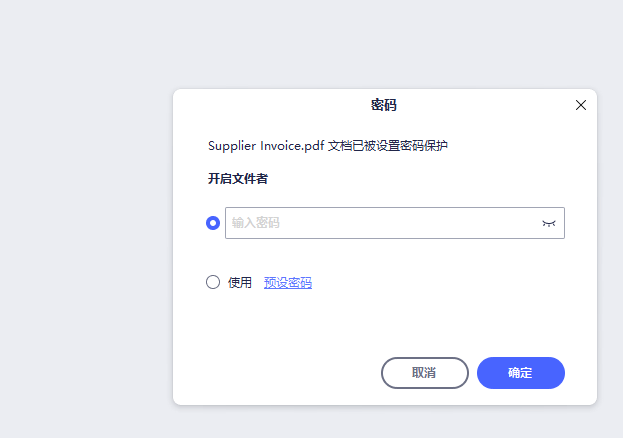 密码
Supplier Invoice.pdf 文档已被设置密码保护
开启文件者
输入密码
使用 预设密码
取消 确定